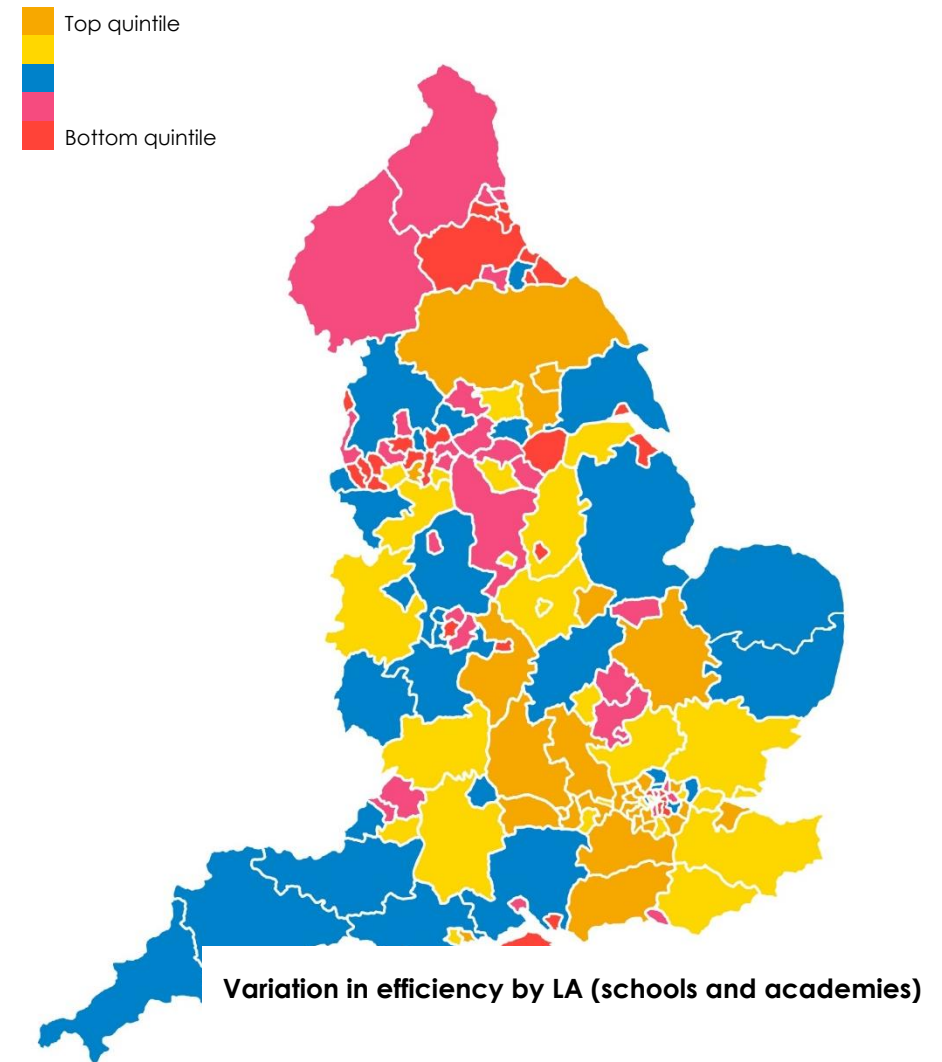 Top quintile
Bottom quintile
Variation in efficiency by LA (schools and academies)